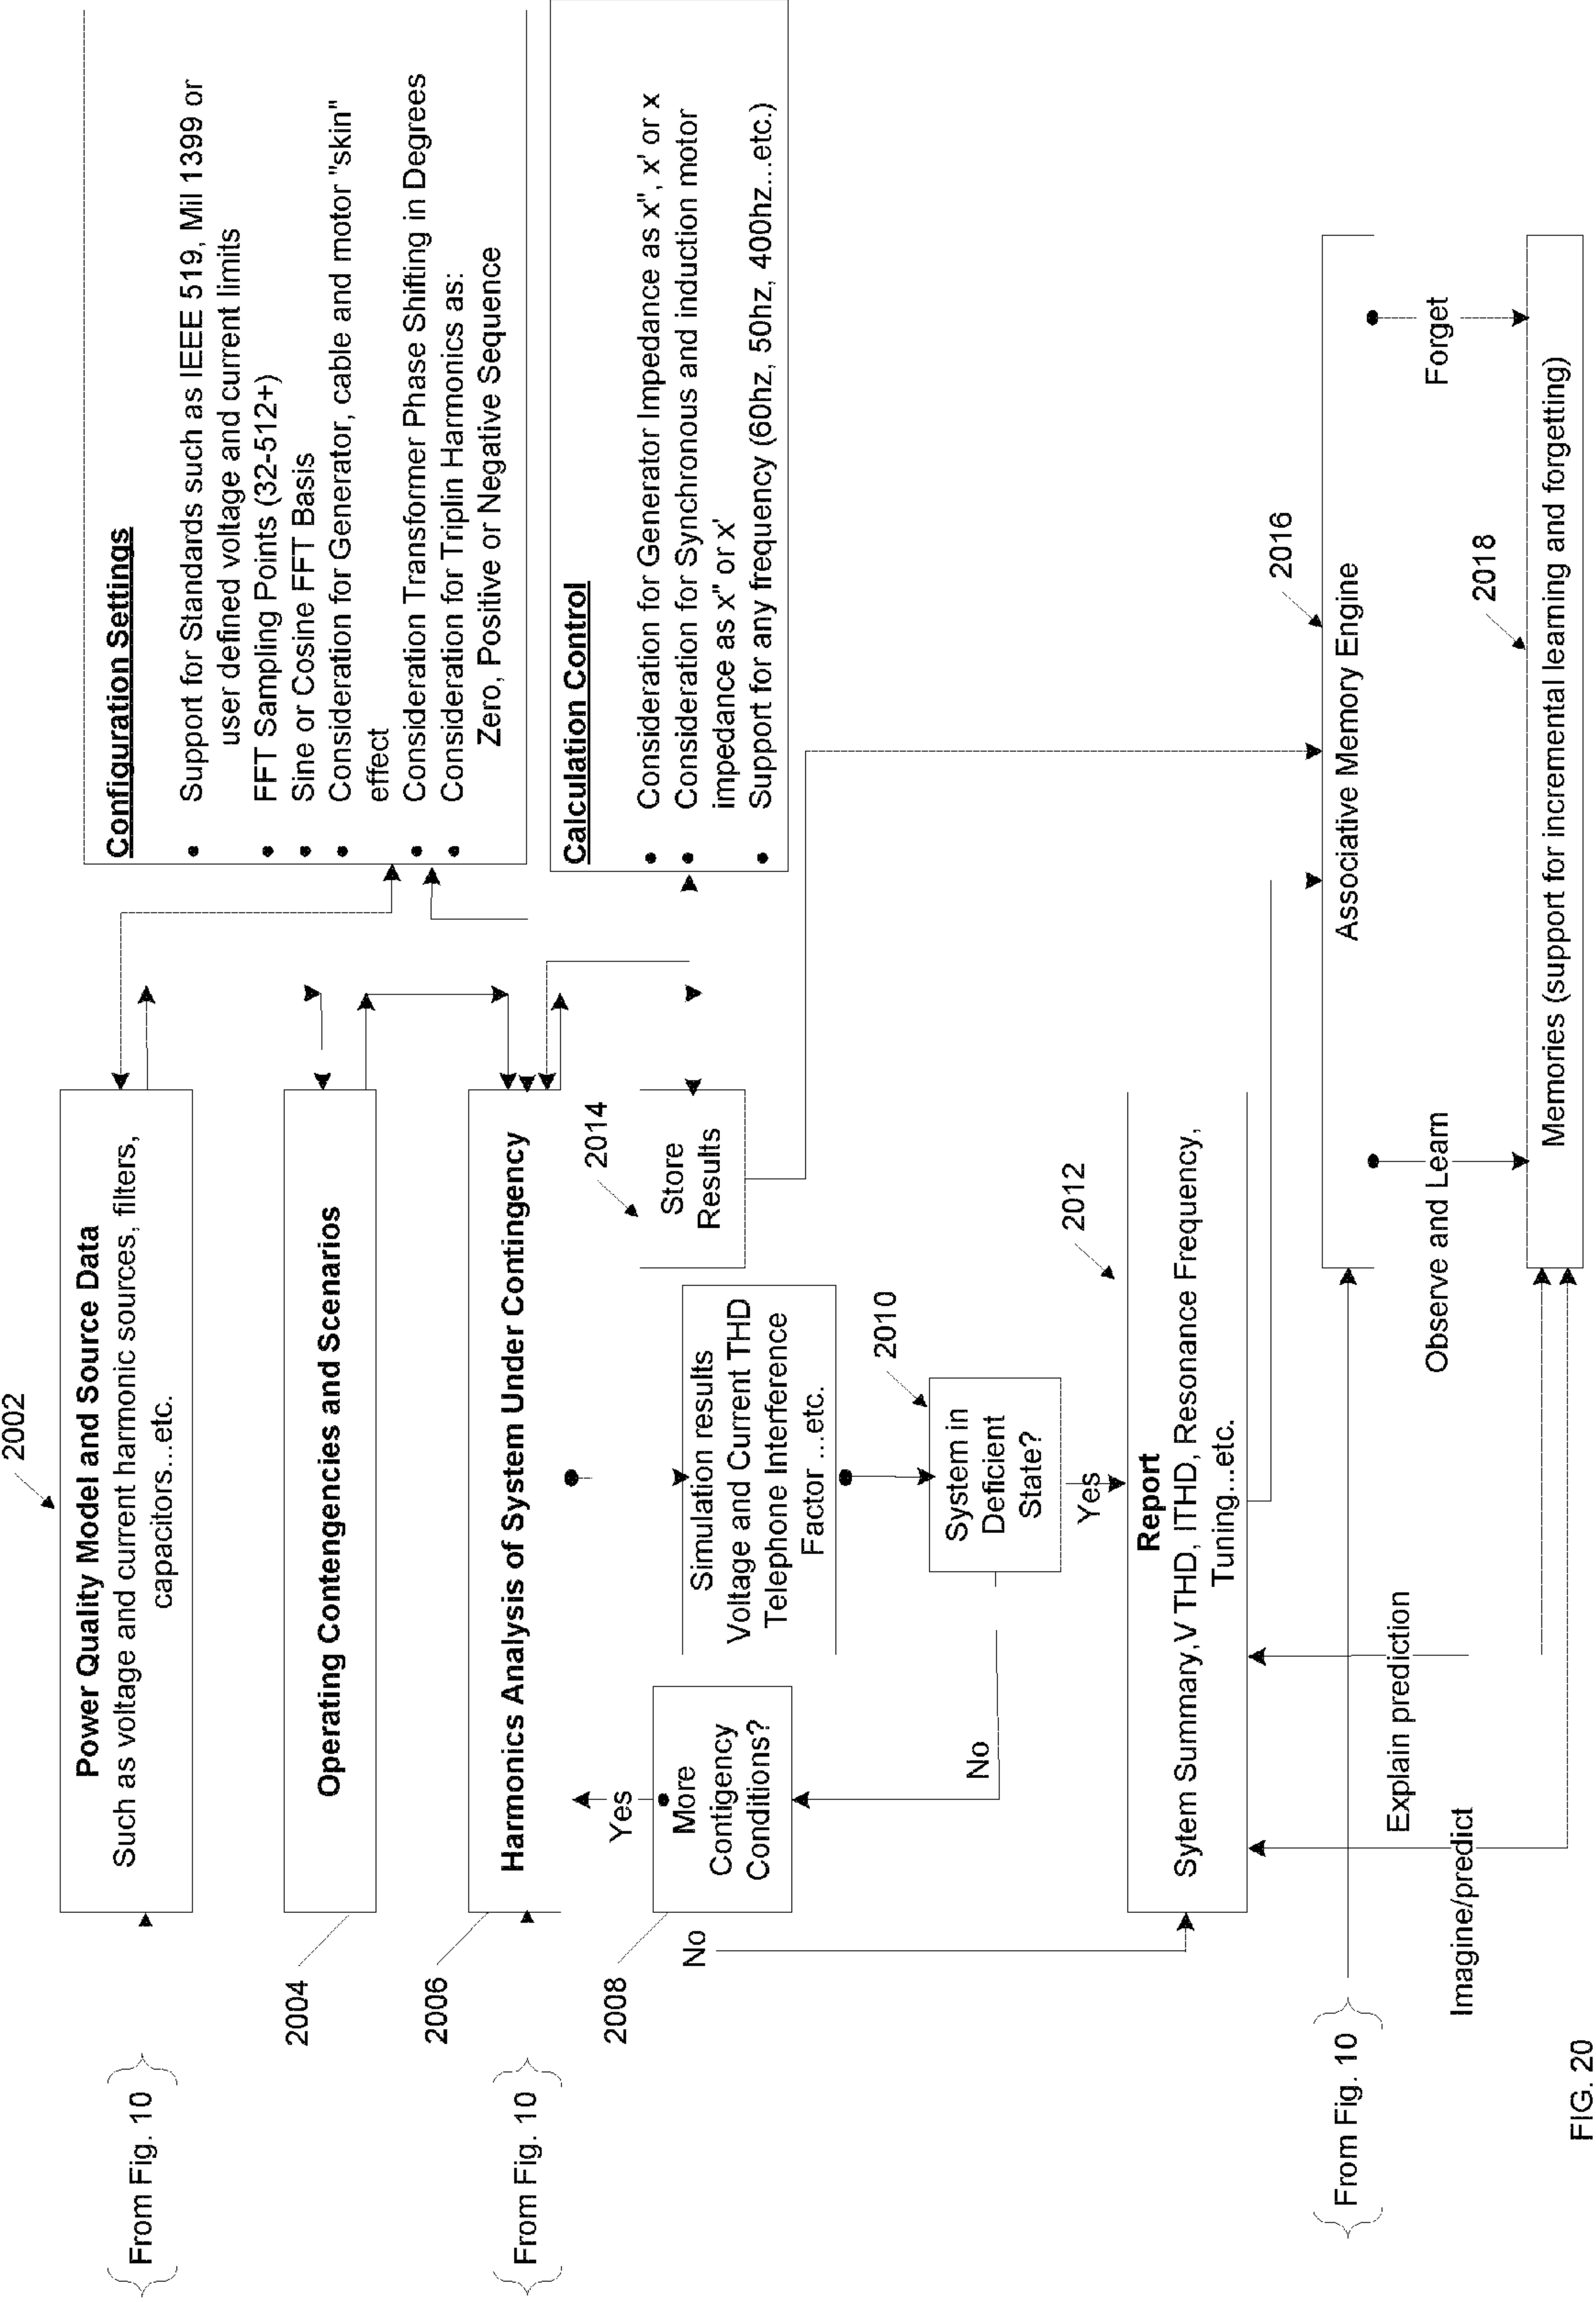 2002
Power Quality Model and Source Data
Such as voltage and current harmonic sources, filters,
capacitors...etc.
Configuration Settings
• Support for Standards such as IEEE 519, Mil 1399 or
user defined voltage and current limits
• FFT Sampling Points (32-512+)
• Sine or Cosine FFT Basis
• Consideration for Generator, cable and motor "skin"
effect
• Consideration Transformer Phase Shifting in Degrees
• Consideration for Triplin Harmonics as:
Zero, Positive or Negative Sequence
From Fig. 10
2004
Operating Contengencies and Scenarios
2006
From Fig. 10
Harmonics Analysis of System Under Contingency
Calculation Control
• Consideration for Generator Impedance as x", x' or x
• Consideration for Synchronous and induction motor
impedance as x" or x'
• Support for any frequency (60hz, 50hz, 400hz...etc.)
2014
Store
Results
2008
Yes
More
Contigency
Conditions?
No
Simulation results
Voltage and Current THD
Telephone Interference
Factor ...etc.
2010
System in
Deficient
State?
No
Yes
2012
Report
Sytem Summary,V THD, ITHD, Resonance Frequency,
Tuning...etc.
2016
From Fig. 10
Associative Memory Engine
Explain prediction
Imagine/predict
Observe and Learn
Forget
2018
Memories (support for incremental learning and forgetting)
FIG. 20